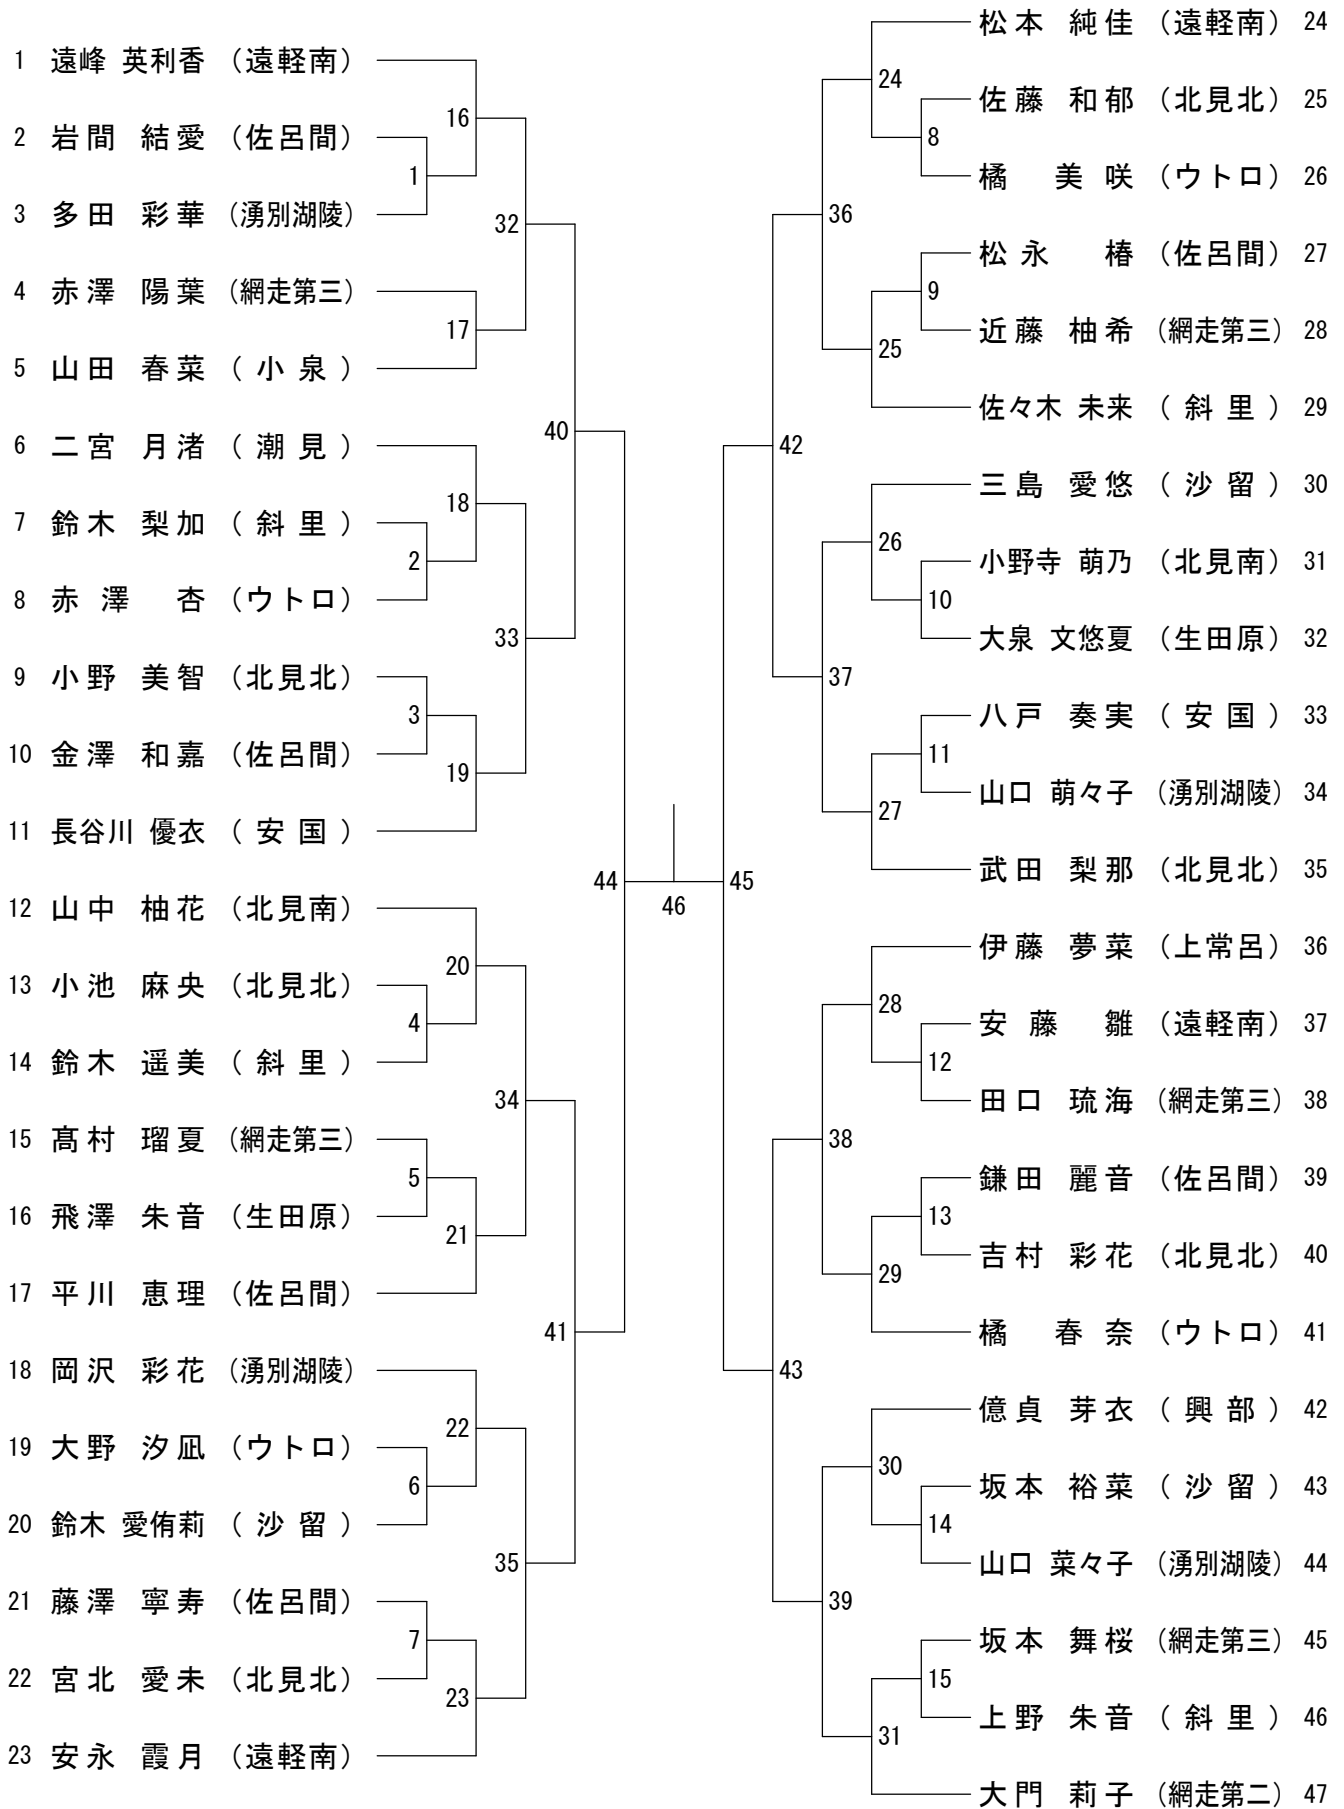 1 遠峰 英利香 (遠軽南)
2 岩間 結愛 (佐呂間)
3 多田 彩華 (湧別湖陵)
4 赤澤 陽葉 (網走第三)
5 山田 春菜 ( 小泉 )
6 二宮 月渚 ( 潮見 )
7 鈴木 梨加 ( 斜里 )
8 赤澤 杏 (ウトロ)
9 小野 美智 (北見北)
10 金澤 和嘉 (佐呂間)
11 長谷川 優衣 ( 安国 )
12 山中 柚花 (北見南)
13 小池 麻央 (北見北)
14 鈴木 遥美 ( 斜里 )
15 髙村 瑠夏 (網走第三)
16 飛澤 朱音 (生田原)
17 平川 恵理 (佐呂間)
18 岡沢 彩花 (湧別湖陵)
19 大野 汐凪 (ウトロ)
20 鈴木 愛侑莉 ( 沙留 )
21 藤澤 寧寿 (佐呂間)
22 宮北 愛未 (北見北)
23 安永 霞月 (遠軽南)
16
1
32
17
40
18
2
33
3
19
44
20
4
34
5
21
41
22
6
35
7
23
46
45
24
8
36
9
25
42
26
10
37
11
27
28
12
38
13
29
43
30
14
39
15
31
松本 純佳 (遠軽南) 24
佐藤 和郁 (北見北) 25
橘 美咲 (ウトロ) 26
松永 椿 (佐呂間) 27
近藤 柚希 (網走第三) 28
佐々木 未来 ( 斜里 ) 29
三島 愛悠 ( 沙留 ) 30
小野寺 萌乃 (北見南) 31
大泉 文悠夏 (生田原) 32
八戸 奏実 ( 安国 ) 33
山口 萌々子 (湧別湖陵) 34
武田 梨那 (北見北) 35
伊藤 夢菜 (上常呂) 36
安藤 雛 (遠軽南) 37
田口 琉海 (網走第三) 38
鎌田 麗音 (佐呂間) 39
吉村 彩花 (北見北) 40
橘 春奈 (ウトロ) 41
億貞 芽衣 ( 興部 ) 42
坂本 裕菜 ( 沙留 ) 43
山口 菜々子 (湧別湖陵) 44
坂本 舞桜 (網走第三) 45
上野 朱音 ( 斜里 ) 46
大門 莉子 (網走第二) 47